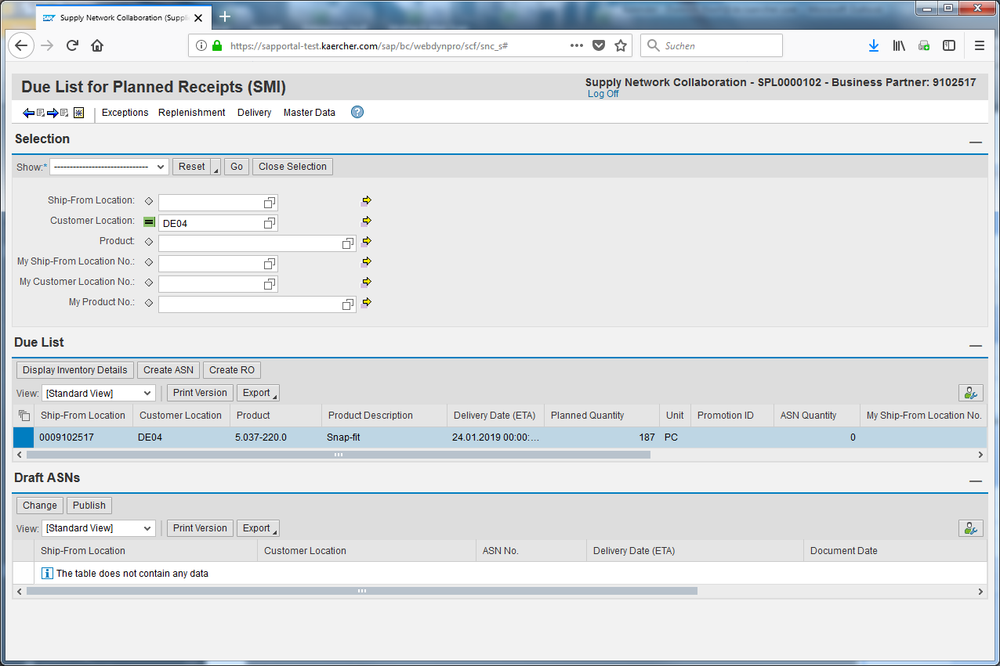 SAP Supply Network Collaboration (Suppli
https://sapportal-test.kaercher.com/sap/bc/webdynpro/scf/snc_s#
Suchen
Due List for Planned Receipts (SMI)
Supply Network Collaboration - SPL0000102 - Business Partner: 9102517
Log Off
Exceptions Replenishment Delivery Master Data ?
Selection
Show:* ------------------------------ Reset Go Close Selection
Ship-From Location:
Customer Location: DE04
Product:
My Ship-From Location No.:
My Customer Location No.:
My Product No.:
Due List
Display Inventory Details Create ASN Create RO
View: [Standard View] Print Version Export
Ship-From Location Customer Location Product Product Description Delivery Date (ETA) Planned Quantity Unit Promotion ID ASN Quantity My Ship-From Location No.
0009102517 DE04 5.037-220.0 Snap-fit 24.01.2019 00:00:... 187 PC 0
Draft ASNs
Change Publish
View: [Standard View] Print Version Export
Ship-From Location Customer Location ASN No. Delivery Date (ETA) Document Date
The table does not contain any data